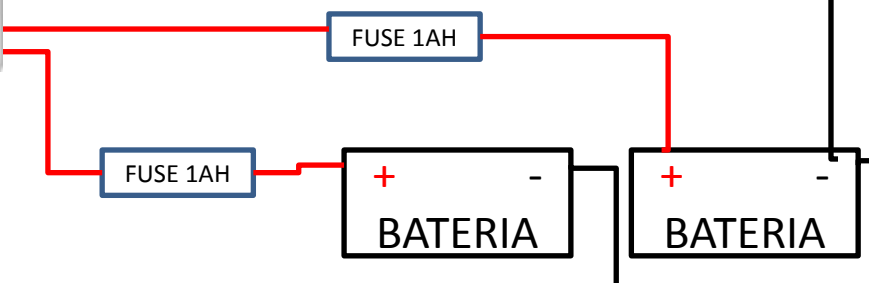 FUSE 1AH
FUSE 1AH
+ -
BATERIA
+ -
BATERIA